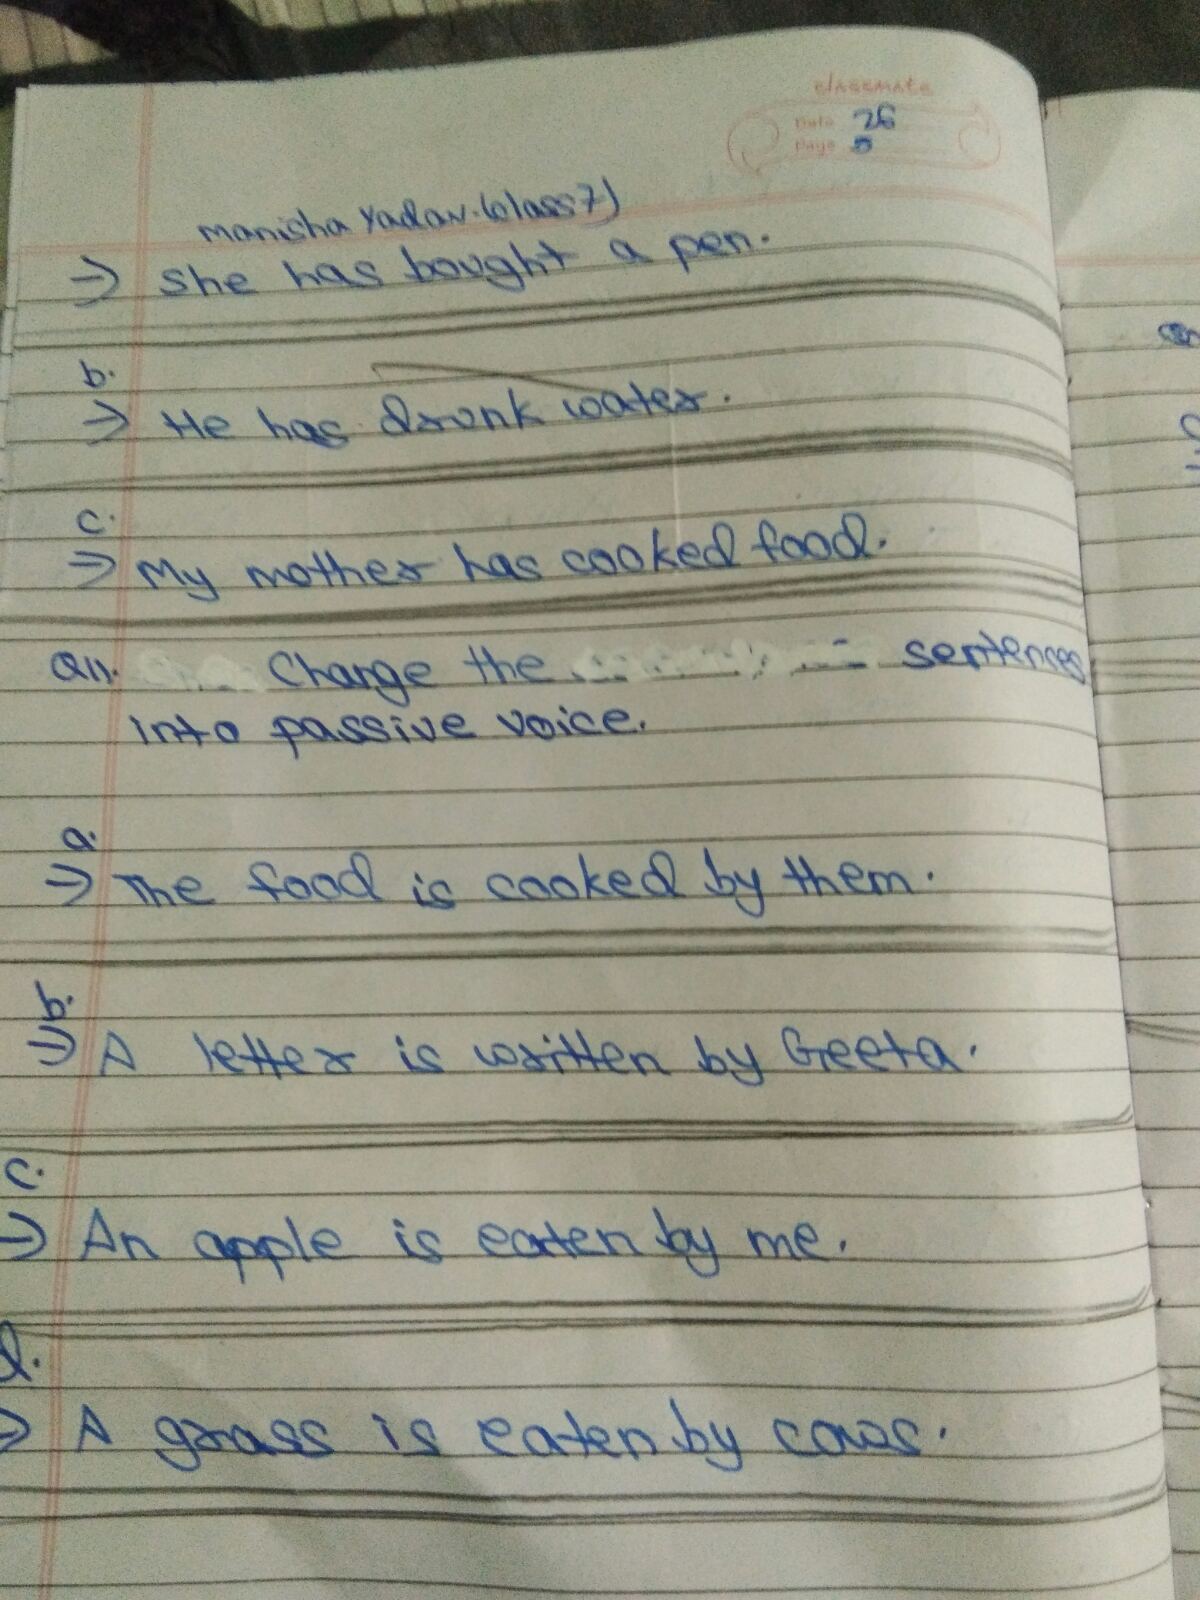 classmate
Date 26
Page 5
Manisha Yadav. (class 7)
⇒ She has bought a pen.
b.
⇒ He has drunk water.
c.
⇒ My mother has cooked food.
Q11. Change the sentences
into passive voice.
a.
⇒ The food is cooked by them.
b.
⇒ A letter is written by Geeta.
c.
⇒ An apple is eaten by me.
d.
⇒ A grass is eaten by cows.